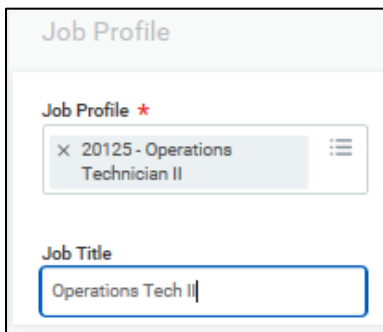 Job Profile
Job Profile *
× 20125 - Operations
Technician II
Job Title
Operations Tech II